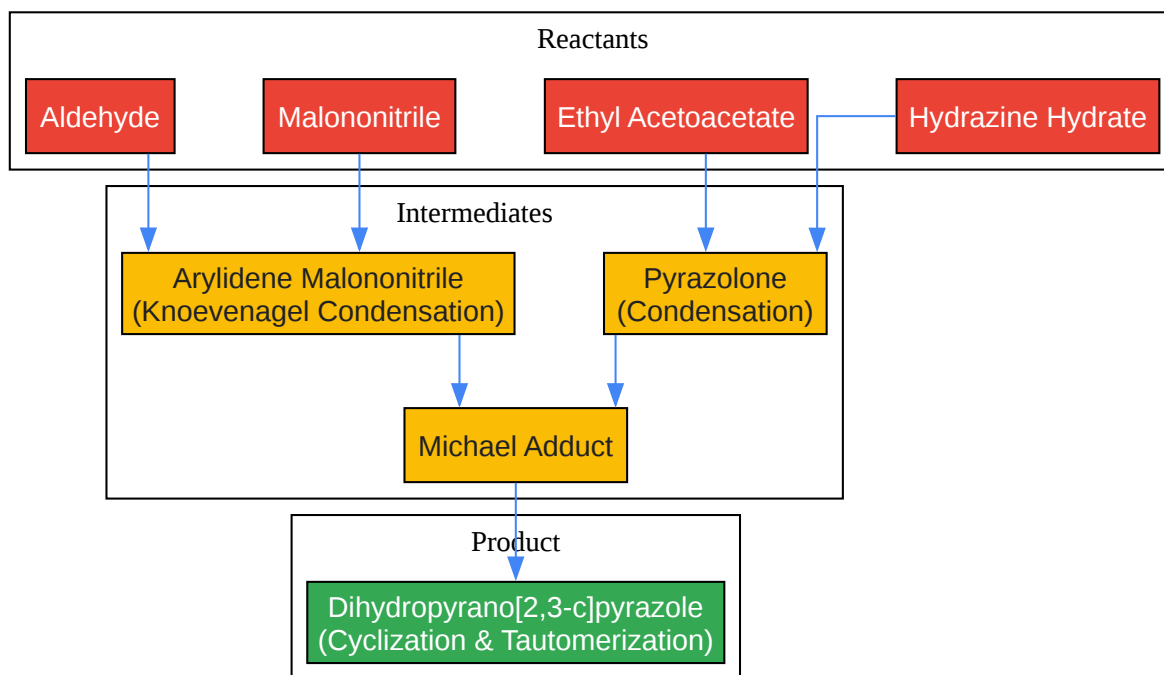 Reactants
Aldehyde
Malononitrile
Ethyl Acetoacetate
Hydrazine Hydrate
Intermediates
Arylidene Malononitrile
(Knoevenagel Condensation)
Pyrazolone
(Condensation)
Michael Adduct
Product
Dihydropyrano[2,3-c]pyrazole
(Cyclization & Tautomerization)